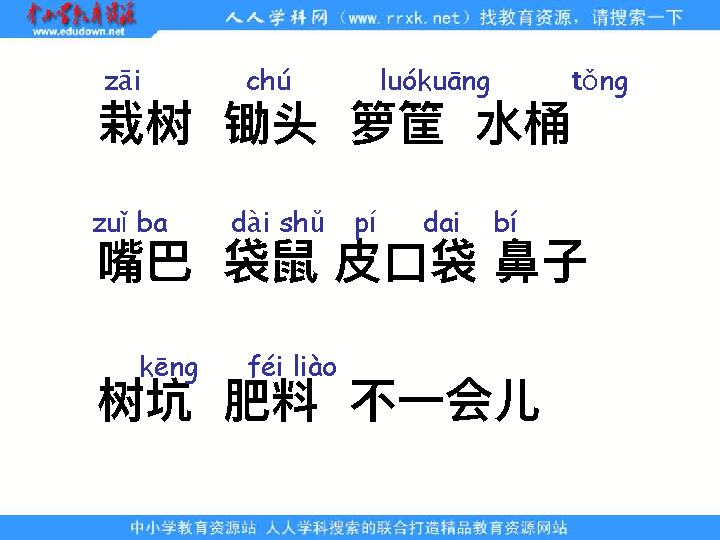 中小学教育资源
www.edudown.net
人人学科网（www.rrxk.net）找教育资源，请搜索一下
zāi chú luókuāng tǒng
栽树 锄头 箩筐 水桶
zuǐ ba dài shǔ pí dai bí
嘴巴 袋鼠 皮口袋 鼻子
kēng féi liào
树坑 肥料 不一会儿
中小学教育资源站 人人学科搜索的联合打造精品教育资源网站